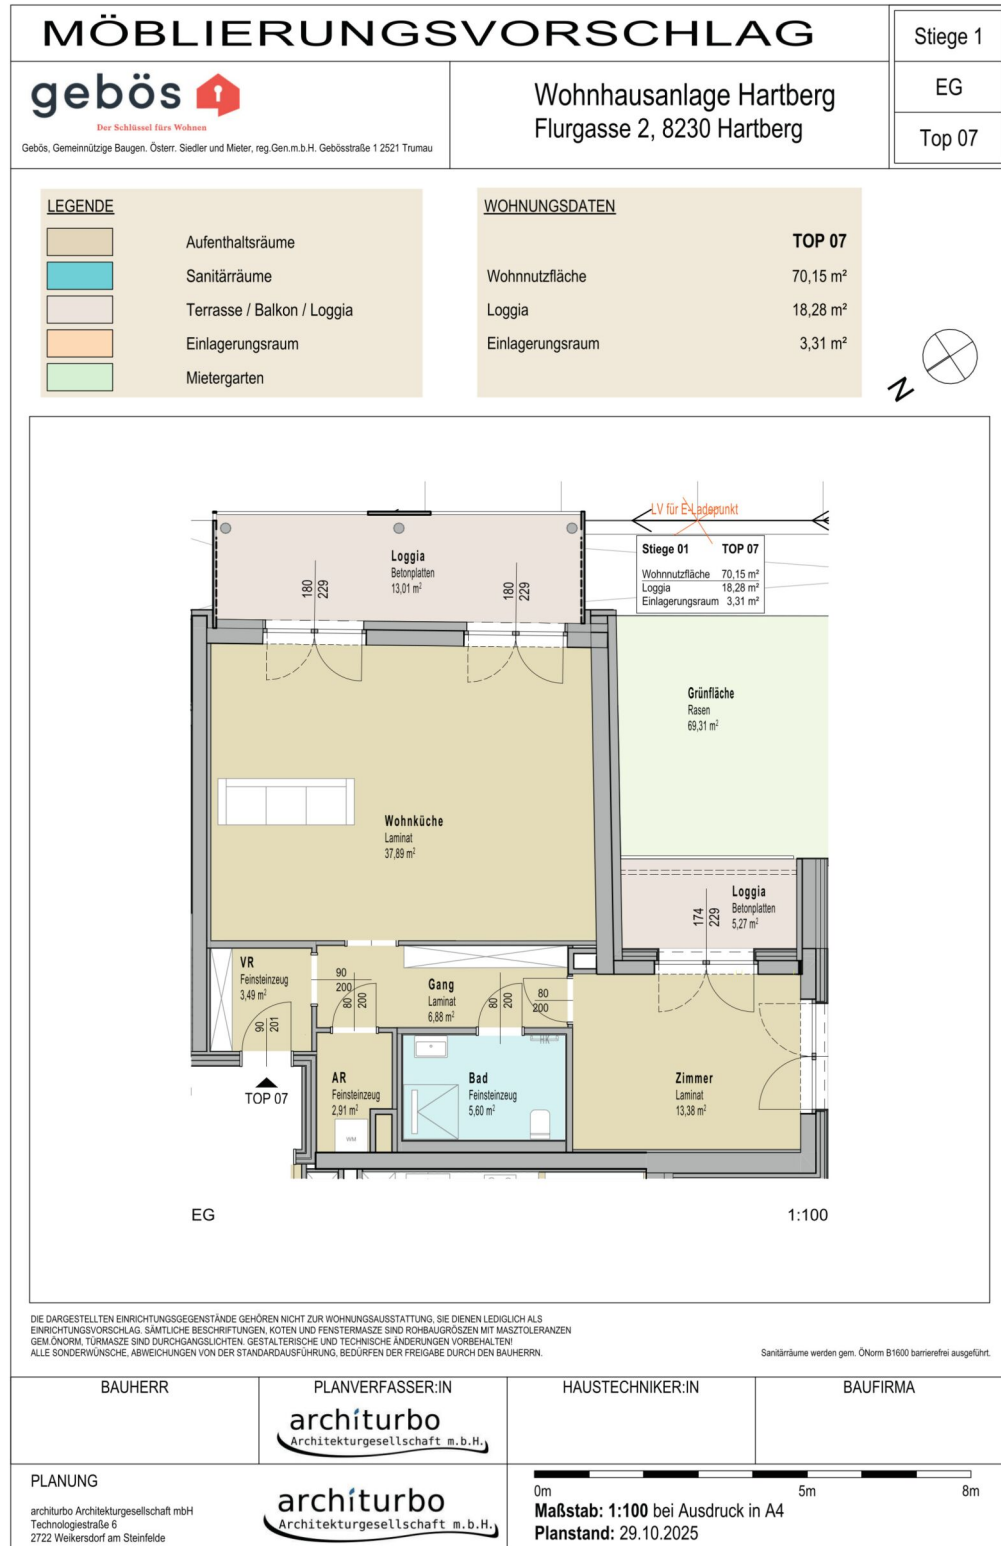 MÖBLIERUNGSVORSCHLAG
Stiege 1
EG
Top 07
gebös
Der Schlüssel fürs Wohnen
Gebös, Gemeinnützige Baugen. Österr. Siedler und Mieter, reg.Gen.m.b.H. Gebösstraße 1 2521 Trumau
Wohnhausanlage Hartberg
Flurgasse 2, 8230 Hartberg
LEGENDE
Aufenthaltsräume
Sanitärräume
Terrasse / Balkon / Loggia
Einlagerungsraum
Mietergarten
WOHNUNGSDATEN
TOP 07
Wohnnutzfläche 70,15 m²
Loggia 18,28 m²
Einlagerungsraum 3,31 m²
N
LV für E-Ladepunkt
Stiege 01 TOP 07
Wohnnutzfläche 70,15 m²
Loggia 18,28 m²
Einlagerungsraum 3,31 m²
Loggia
Betonplatten
13,01 m²
180
229
180
229
Grünfläche
Rasen
69,31 m²
Wohnküche
Laminat
37,89 m²
Loggia
Betonplatten
5,27 m²
174
229
VR
Feinsteinzeug
3,49 m²
90
201
90
200
80
200
Gang
Laminat
6,88 m²
80
200
80
200
HK
AR
Feinsteinzeug
2,91 m²
WM
Bad
Feinsteinzeug
5,60 m²
Zimmer
Laminat
13,38 m²
TOP 07
EG
1:100
DIE DARGESTELLTEN EINRICHTUNGSGEGENSTÄNDE GEHÖREN NICHT ZUR WOHNUNGSAUSSTATTUNG, SIE DIENEN LEDIGLICH ALS
EINRICHTUNGSVORSCHLAG. SÄMTLICHE BESCHRIFTUNGEN, KOTEN UND FENSTERMASZE SIND ROHBAUGRÖSZEN MIT MASZTOLERANZEN
GEM.ÖNORM, TÜRMASZE SIND DURCHGANGSLICHTEN. GESTALTERISCHE UND TECHNISCHE ÄNDERUNGEN VORBEHALTEN!
ALLE SONDERWÜNSCHE, ABWEICHUNGEN VON DER STANDARDAUSFÜHRUNG, BEDÜRFEN DER FREIGABE DURCH DEN BAUHERRN.
Sanitärräume werden gem. ÖNorm B1600 barrierefrei ausgeführt.
BAUHERR
PLANVERFASSER:IN
architurbo
Architekturgesellschaft m.b.H.
HAUSTECHNIKER:IN
BAUFIRMA
PLANUNG
architurbo Architekturgesellschaft mbH
Technologiestraße 6
2722 Weikersdorf am Steinfelde
architurbo
Architekturgesellschaft m.b.H.
0m 5m 8m
Maßstab: 1:100 bei Ausdruck in A4
Planstand: 29.10.2025